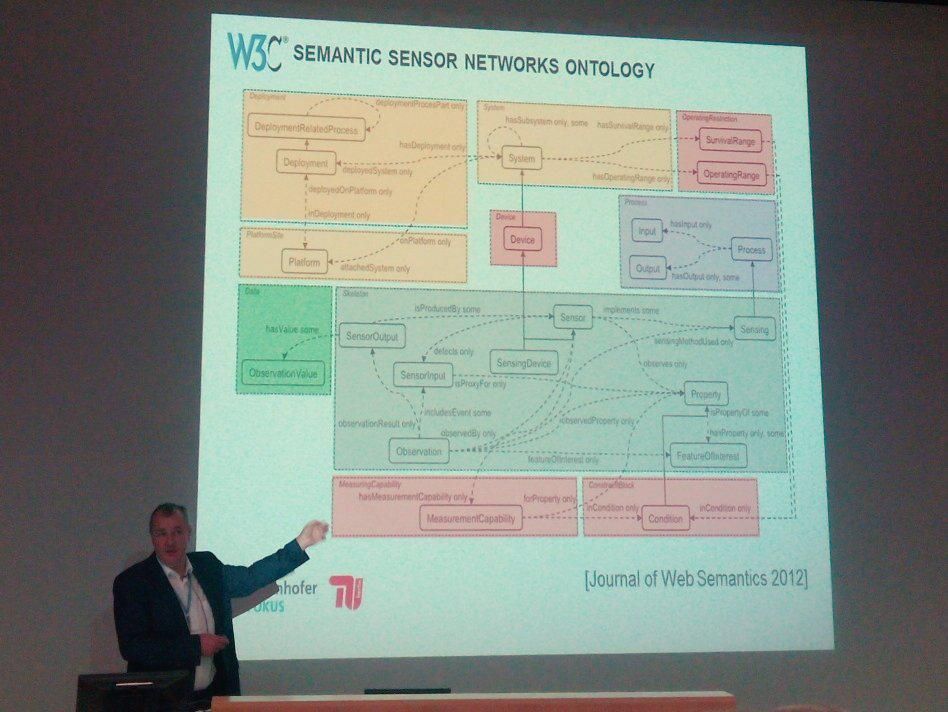 W3C® SEMANTIC SENSOR NETWORKS ONTOLOGY
Deployment
deploymentProcesPart only
DeploymentRelatedProcess
hasDeployment only
Deployment
deployedSystem only
deployedOnPlatform only
inDeployment only
System
hasSubsystem only, some
hasSurvivalRange only
System
hasOperatingRange only
OperatingRestriction
SurvivalRange
OperatingRange
PlatformSite
onPlatform only
Platform
attachedSystem only
Device
Device
Process
Input
hasInput only
Process
Output
hasOutput only, some
Data
hasValue some
ObservationValue
Skeleton
isProducedBy some
Sensor
implements some
Sensing
SensorOutput
sensingMethodUsed only
detects only
SensingDevice
observes only
SensorInput
isProxyFor only
Property
includesEvent some
isPropertyOf some
observationResult only
observedBy only
observedProperty only
hasProperty only, some
Observation
featureOfInterest only
FeatureOfInterest
MeasuringCapability
hasMeasurementCapability only
forProperty only
MeasurementCapability
ConstraintBlock
inCondition only
Condition
inCondition only
[Journal of Web Semantics 2012]
nhofer
OKUS